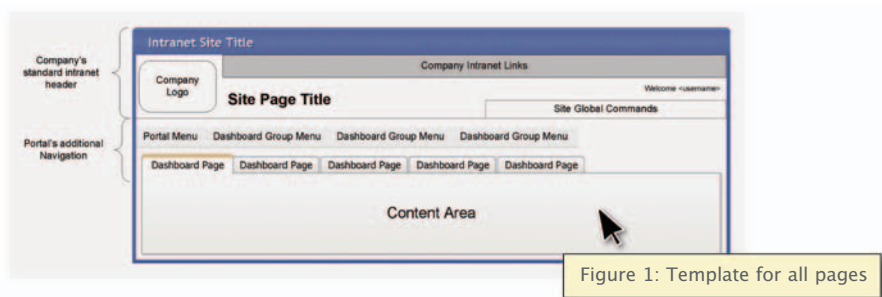 Company's
standard intranet
header
Portal's additional
Navigation
Intranet Site Title
Company Intranet Links
Company
Logo
Site Page Title
Welcome <username>
Site Global Commands
Portal Menu Dashboard Group Menu Dashboard Group Menu Dashboard Group Menu
Dashboard Page Dashboard Page Dashboard Page Dashboard Page Dashboard Page
Content Area
Figure 1: Template for all pages